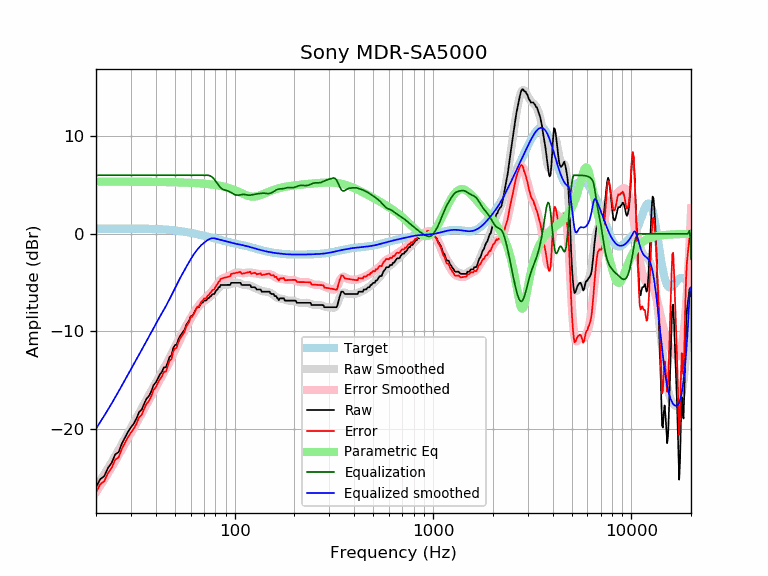 Sony MDR-SA5000
Amplitude (dBr)
10
0
−10
−20
Target
Raw Smoothed
Error Smoothed
Raw
Error
Parametric Eq
Equalization
Equalized smoothed
100
1000
10000
Frequency (Hz)